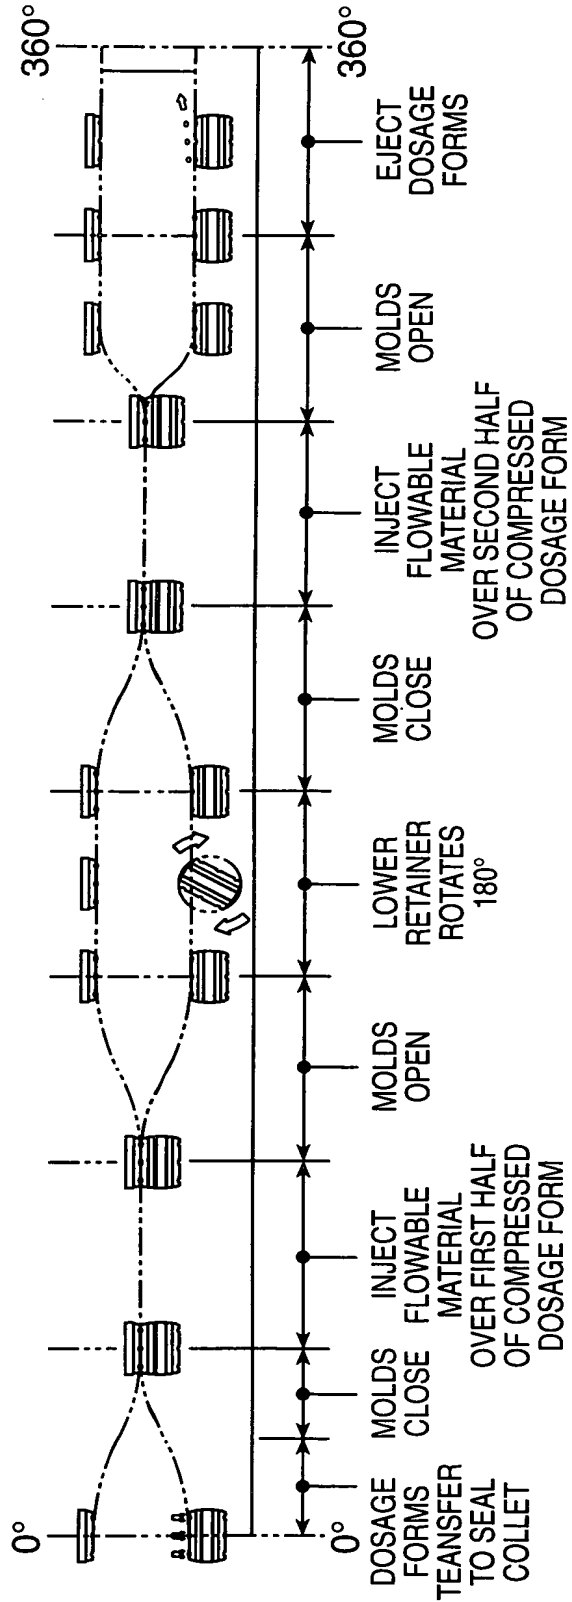 0°
360°
0°
360°
DOSAGE
FORMS
TEANSFER
TO SEAL
COLLET
MOLDS
CLOSE
INJECT
FLOWABLE
MATERIAL
OVER FIRST HALF
OF COMPRESSED
DOSAGE FORM
MOLDS
OPEN
LOWER
RETAINER
ROTATES
180°
MOLDS
CLOSE
INJECT
FLOWABLE
MATERIAL
OVER SECOND HALF
OF COMPRESSED
DOSAGE FORM
MOLDS
OPEN
EJECT
DOSAGE
FORMS